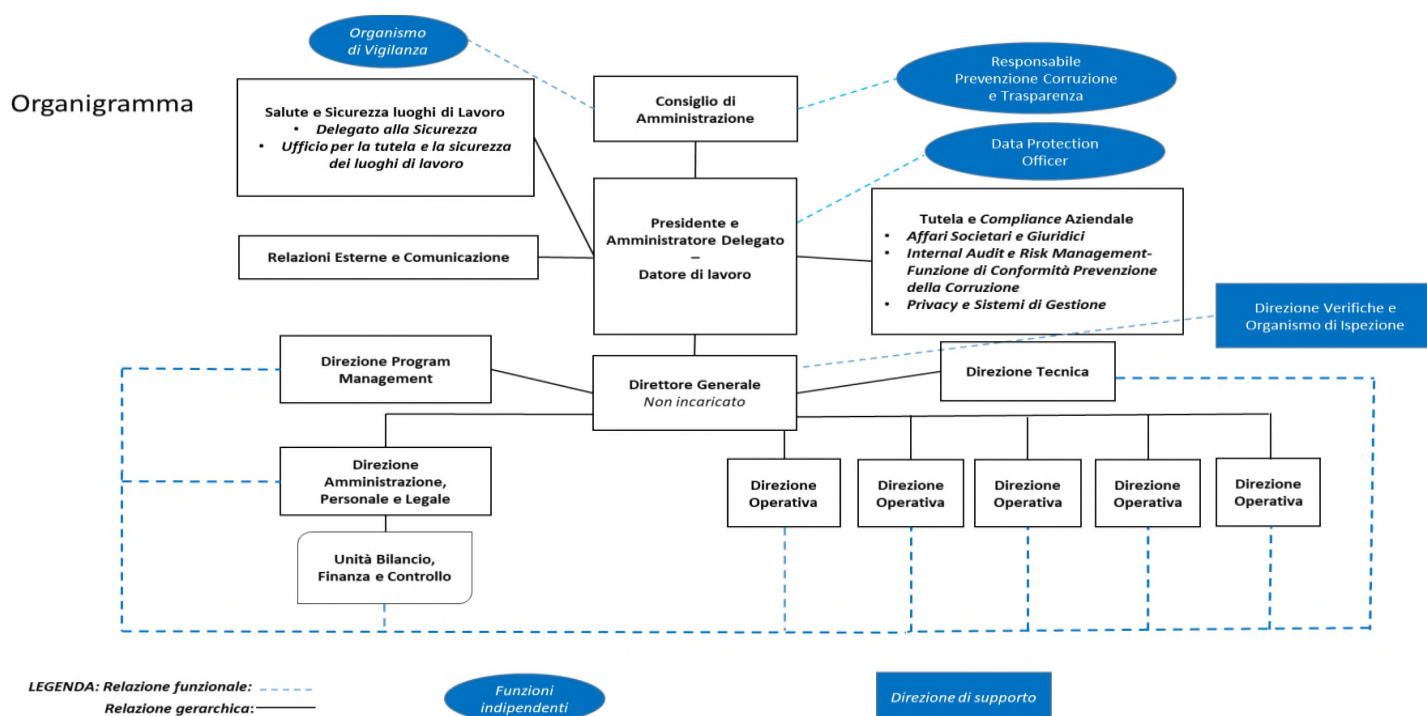 Organigramma
Organismo
di Vigilanza
Responsabile
Prevenzione Corruzione
e Trasparenza
Consiglio di
Amministrazione
Salute e Sicurezza luoghi di Lavoro
• Delegato alla Sicurezza
• Ufficio per la tutela e la sicurezza
dei luoghi di lavoro
Data Protection
Officer
Presidente e
Amministratore Delegato
–
Datore di lavoro
Tutela e Compliance Aziendale
• Affari Societari e Giuridici
• Internal Audit e Risk Management-
Funzione di Conformità Prevenzione
della Corruzione
• Privacy e Sistemi di Gestione
Relazioni Esterne e Comunicazione
Direzione Verifiche e
Organismo di Ispezione
Direzione Program
Management
Direttore Generale
Non incaricato
Direzione Tecnica
Direzione
Amministrazione,
Personale e Legale
Direzione
Operativa
Direzione
Operativa
Direzione
Operativa
Direzione
Operativa
Direzione
Operativa
Unità Bilancio,
Finanza e Controllo
LEGENDA: Relazione funzionale:
Relazione gerarchica:
Funzioni
indipendenti
Direzione di supporto